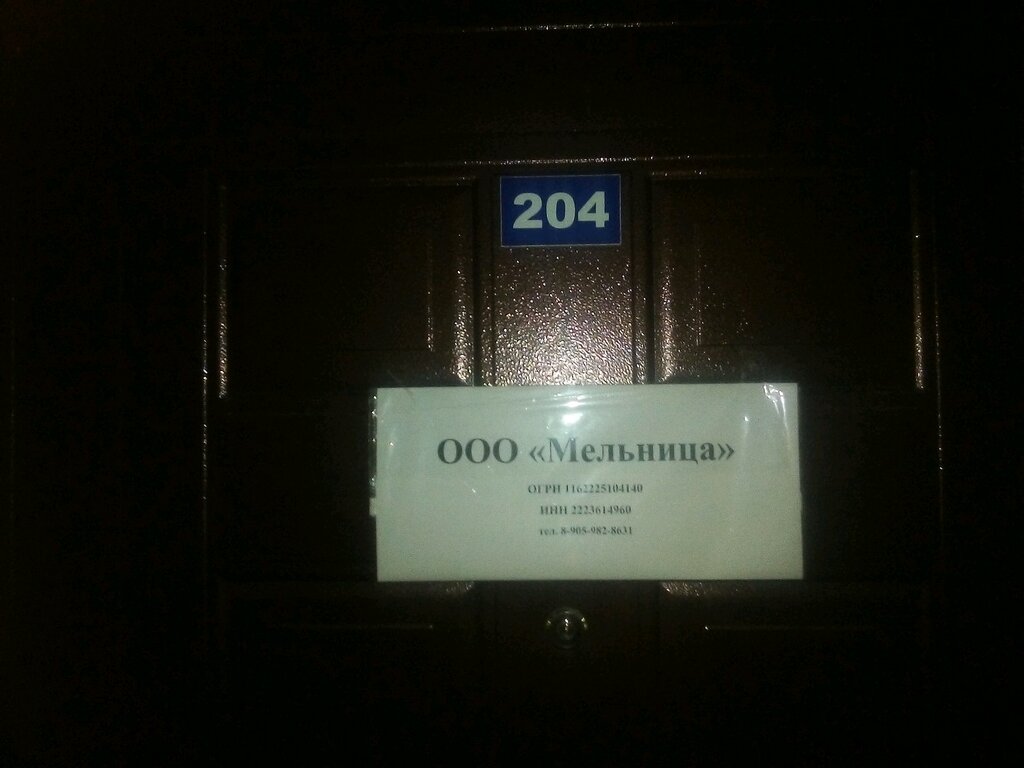 204
ООО «Мельница»
ОГРН 1162225104140
ИНН 2223614960
тел. 8-905-982-8631